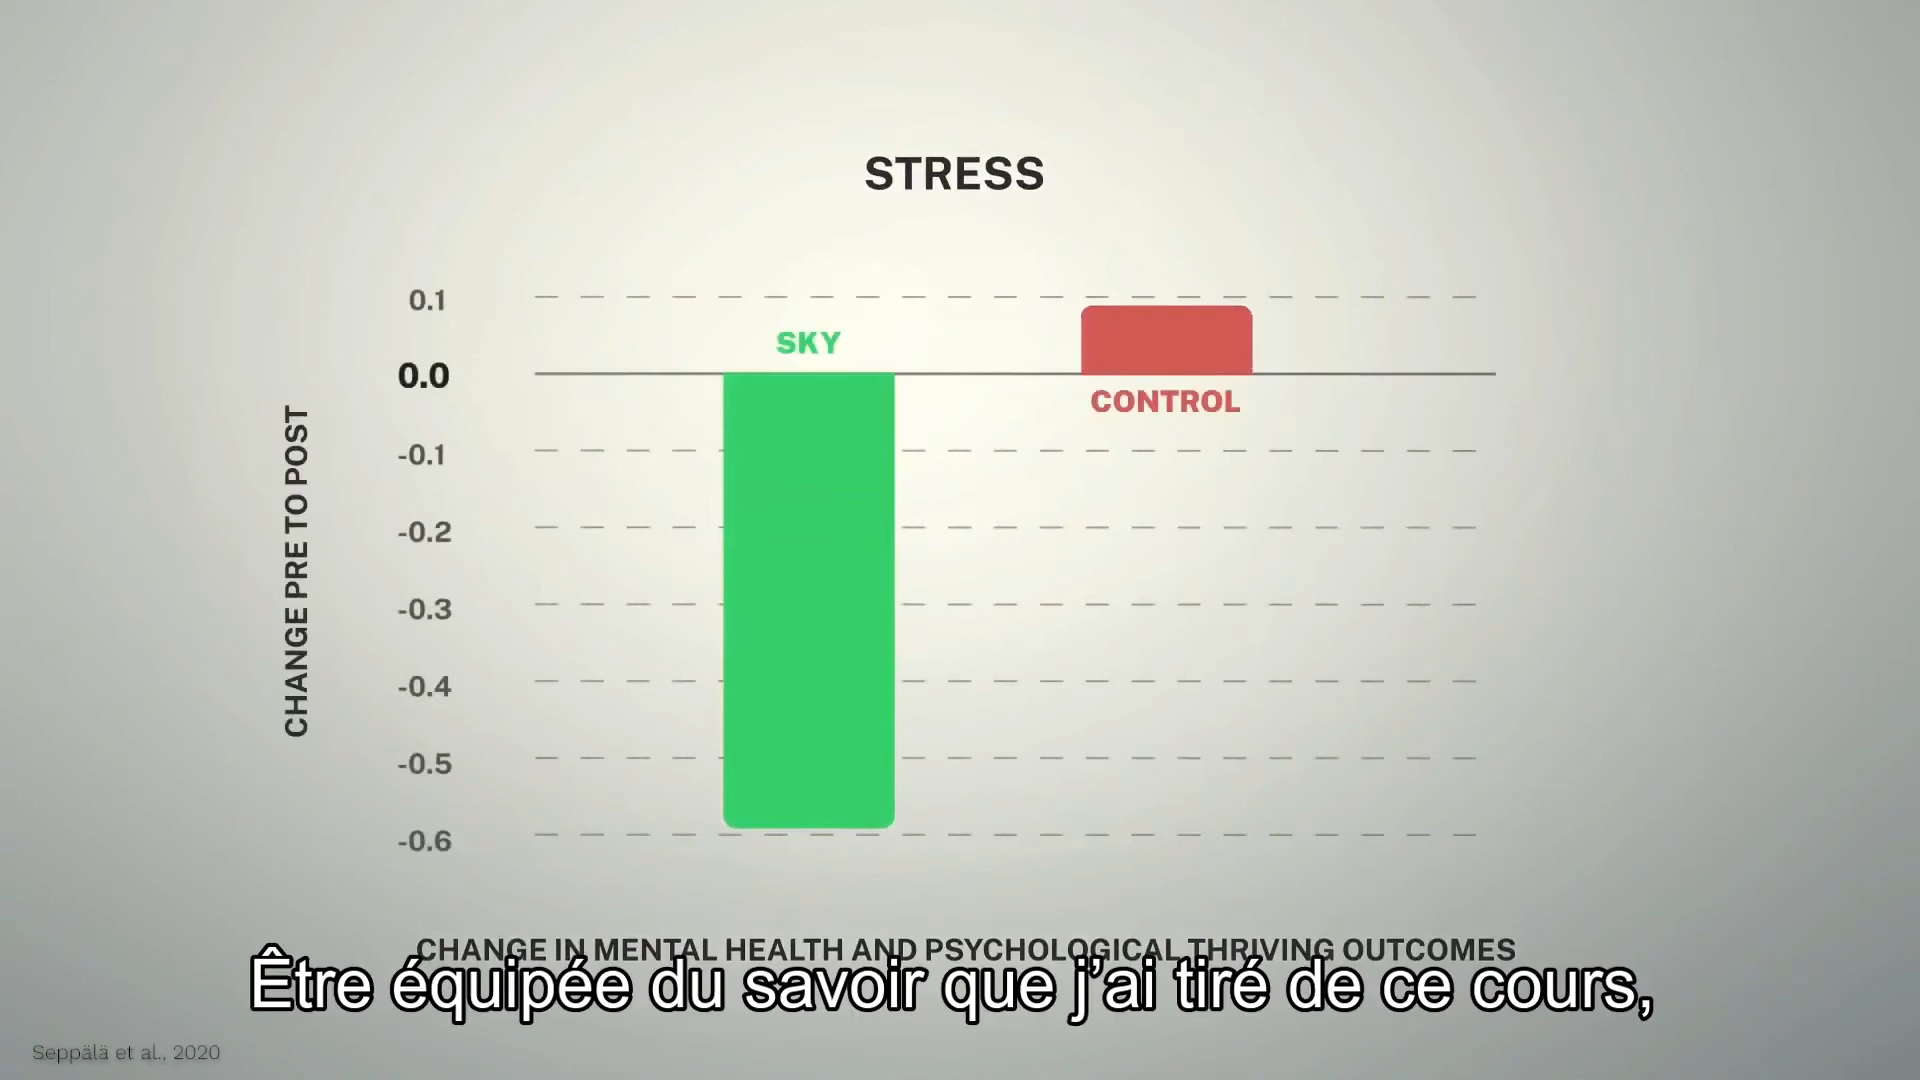 STRESS
0.1
SKY
0.0
CONTROL
-0.1
-0.2
-0.3
-0.4
-0.5
-0.6
CHANGE PRE TO POST
CHANGE IN MENTAL HEALTH AND PSYCHOLOGICAL THRIVING OUTCOMES
Être équipée du savoir que j’ai tiré de ce cours,
Seppälä et al., 2020